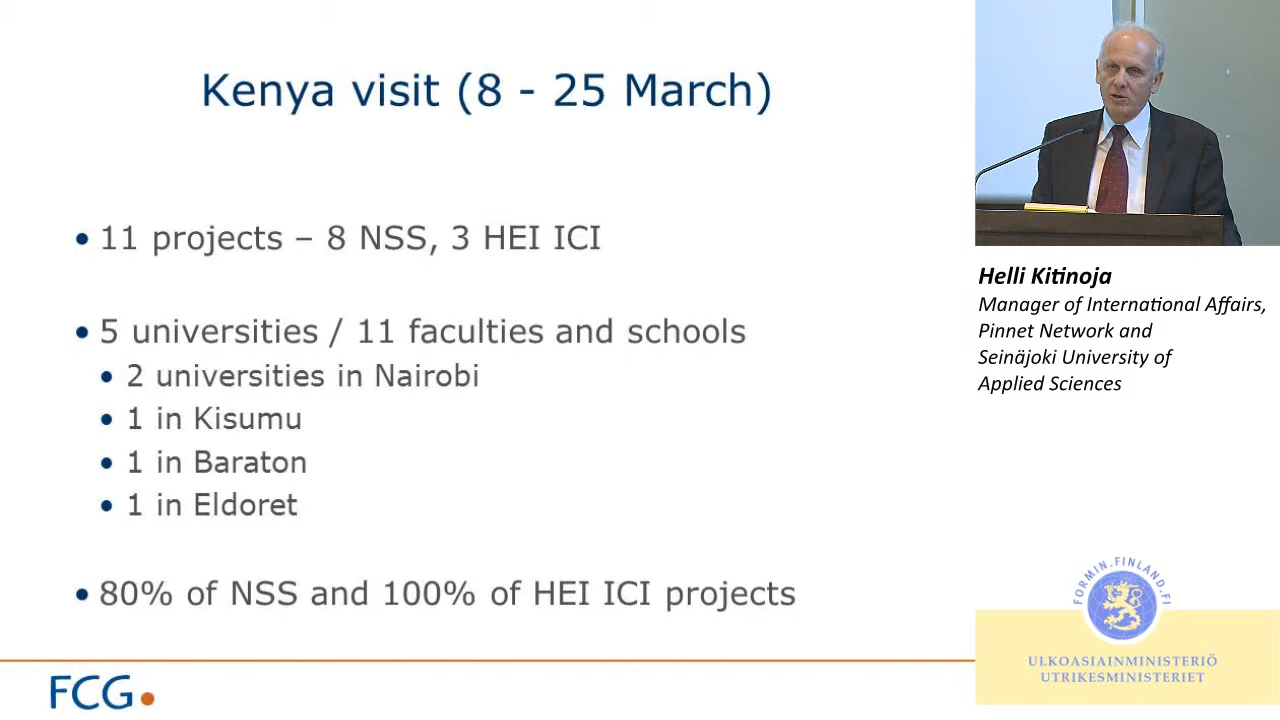 Kenya visit (8 - 25 March)
• 11 projects – 8 NSS, 3 HEI ICI
• 5 universities / 11 faculties and schools
• 2 universities in Nairobi
• 1 in Kisumu
• 1 in Baraton
• 1 in Eldoret
• 80% of NSS and 100% of HEI ICI projects
FCG
Helli Kitinoja
Manager of International Affairs,
Pinnet Network and
Seinäjoki University of
Applied Sciences
FORMIN.FINLAND.FI
ULKOASIAINMINISTERIÖ
UTRIKESMINISTERIET